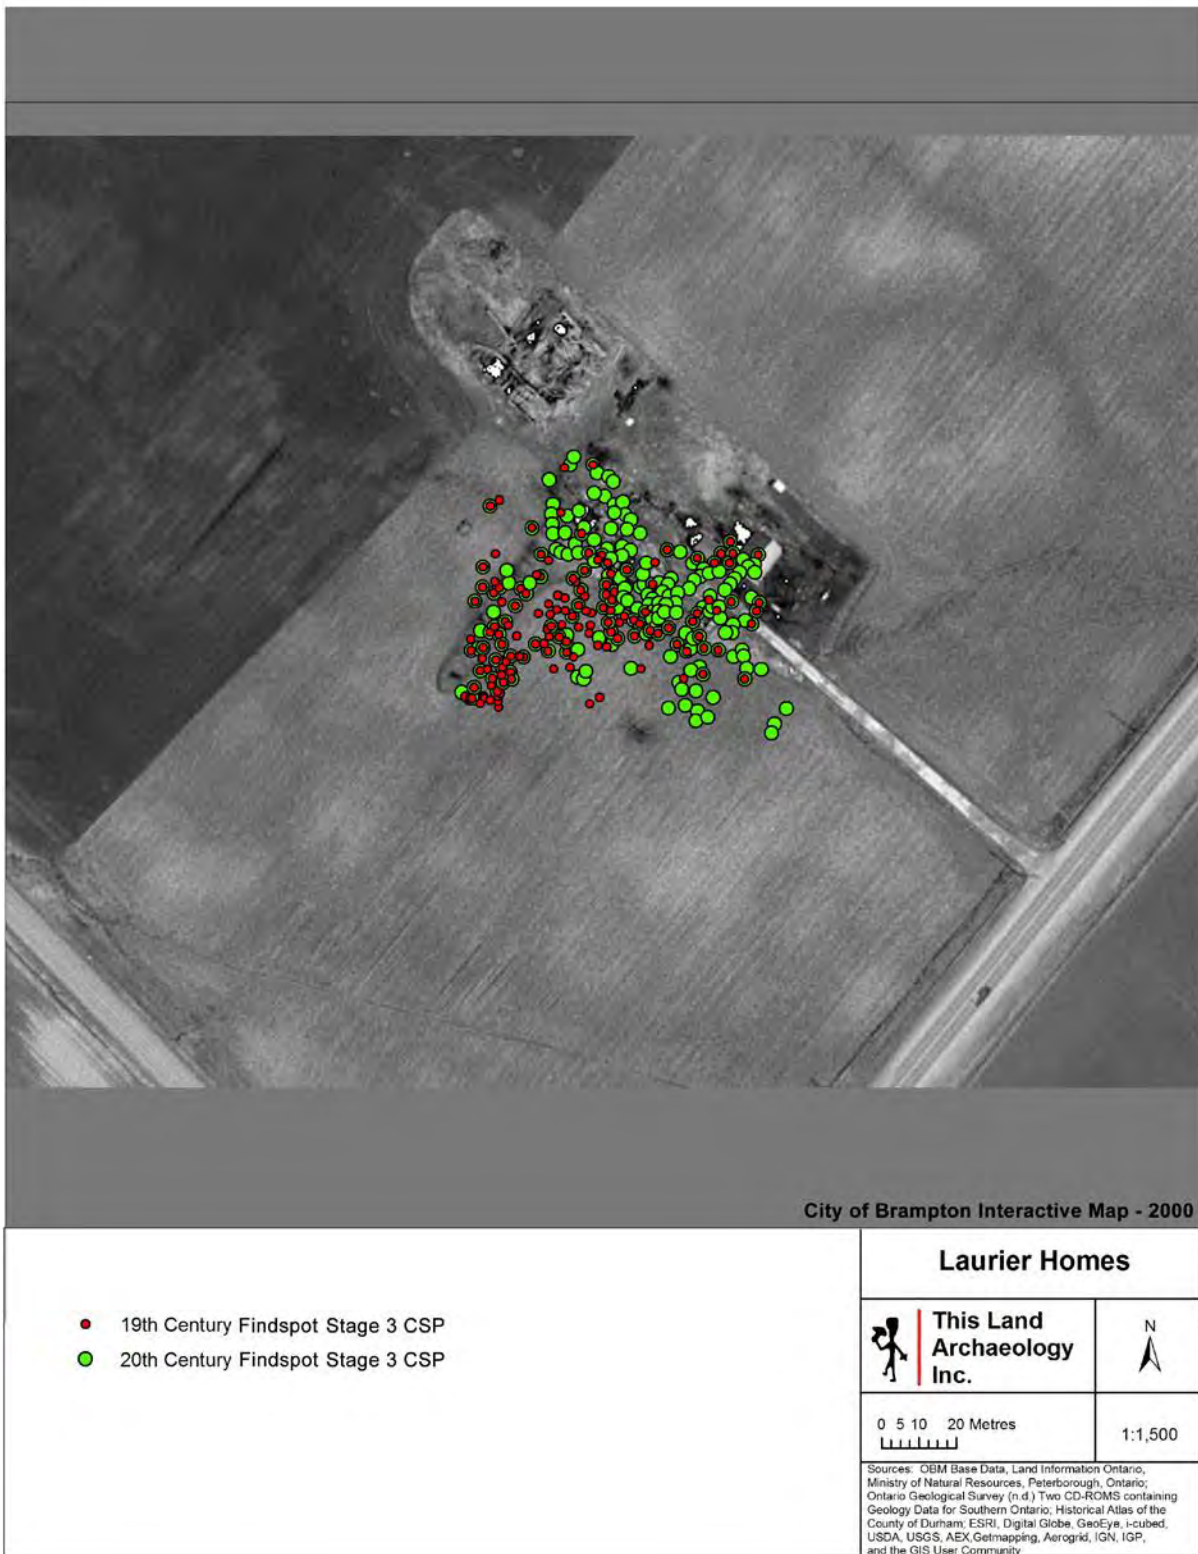 City of Brampton Interactive Map - 2000
19th Century Findspot Stage 3 CSP
20th Century Findspot Stage 3 CSP
Laurier Homes
This Land
Archaeology
Inc.
N
0 5 10 20 Metres
1:1,500
Sources: OBM Base Data, Land Information Ontario,
Ministry of Natural Resources, Peterborough, Ontario;
Ontario Geological Survey (n.d.) Two CD-ROMS containing
Geology Data for Southern Ontario; Historical Atlas of the
County of Durham; ESRI, Digital Globe, GeoEye, i-cubed,
USDA, USGS, AEX,Getmapping, Aerogrid, IGN, IGP,
and the GIS User Community